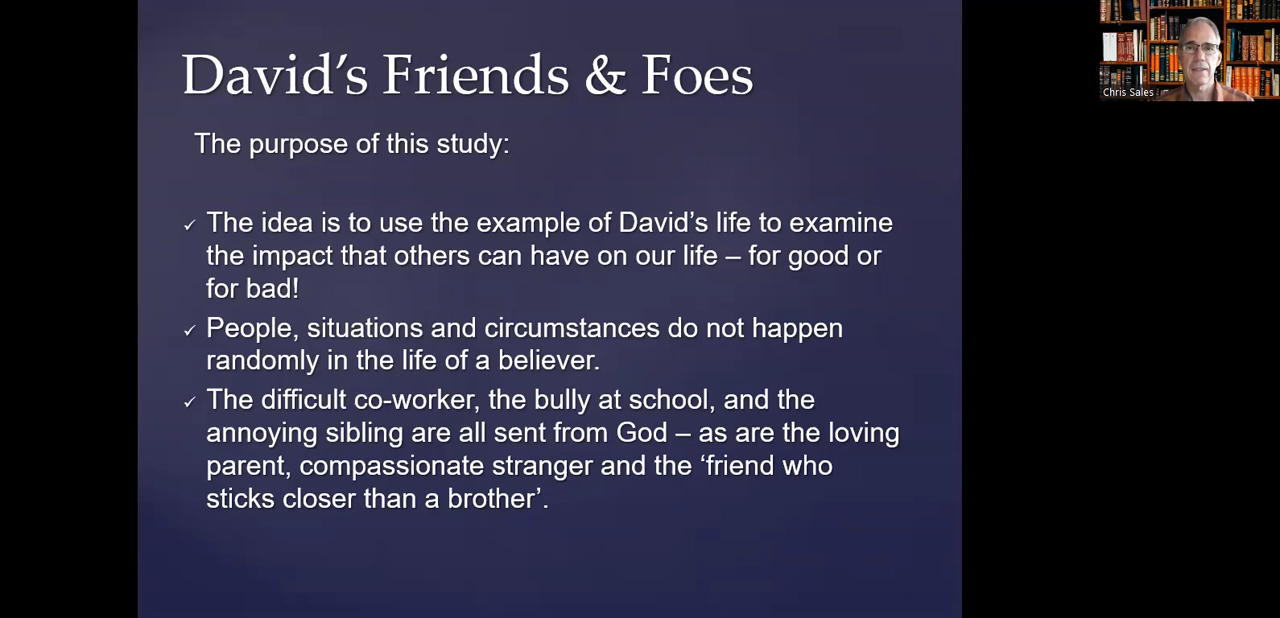 David's Friends & Foes
The purpose of this study:
✓ The idea is to use the example of David's life to examine
the impact that others can have on our life – for good or
for bad!
✓ People, situations and circumstances do not happen
randomly in the life of a believer.
✓ The difficult co-worker, the bully at school, and the
annoying sibling are all sent from God – as are the loving
parent, compassionate stranger and the ‘friend who
sticks closer than a brother’.
Chris Sales